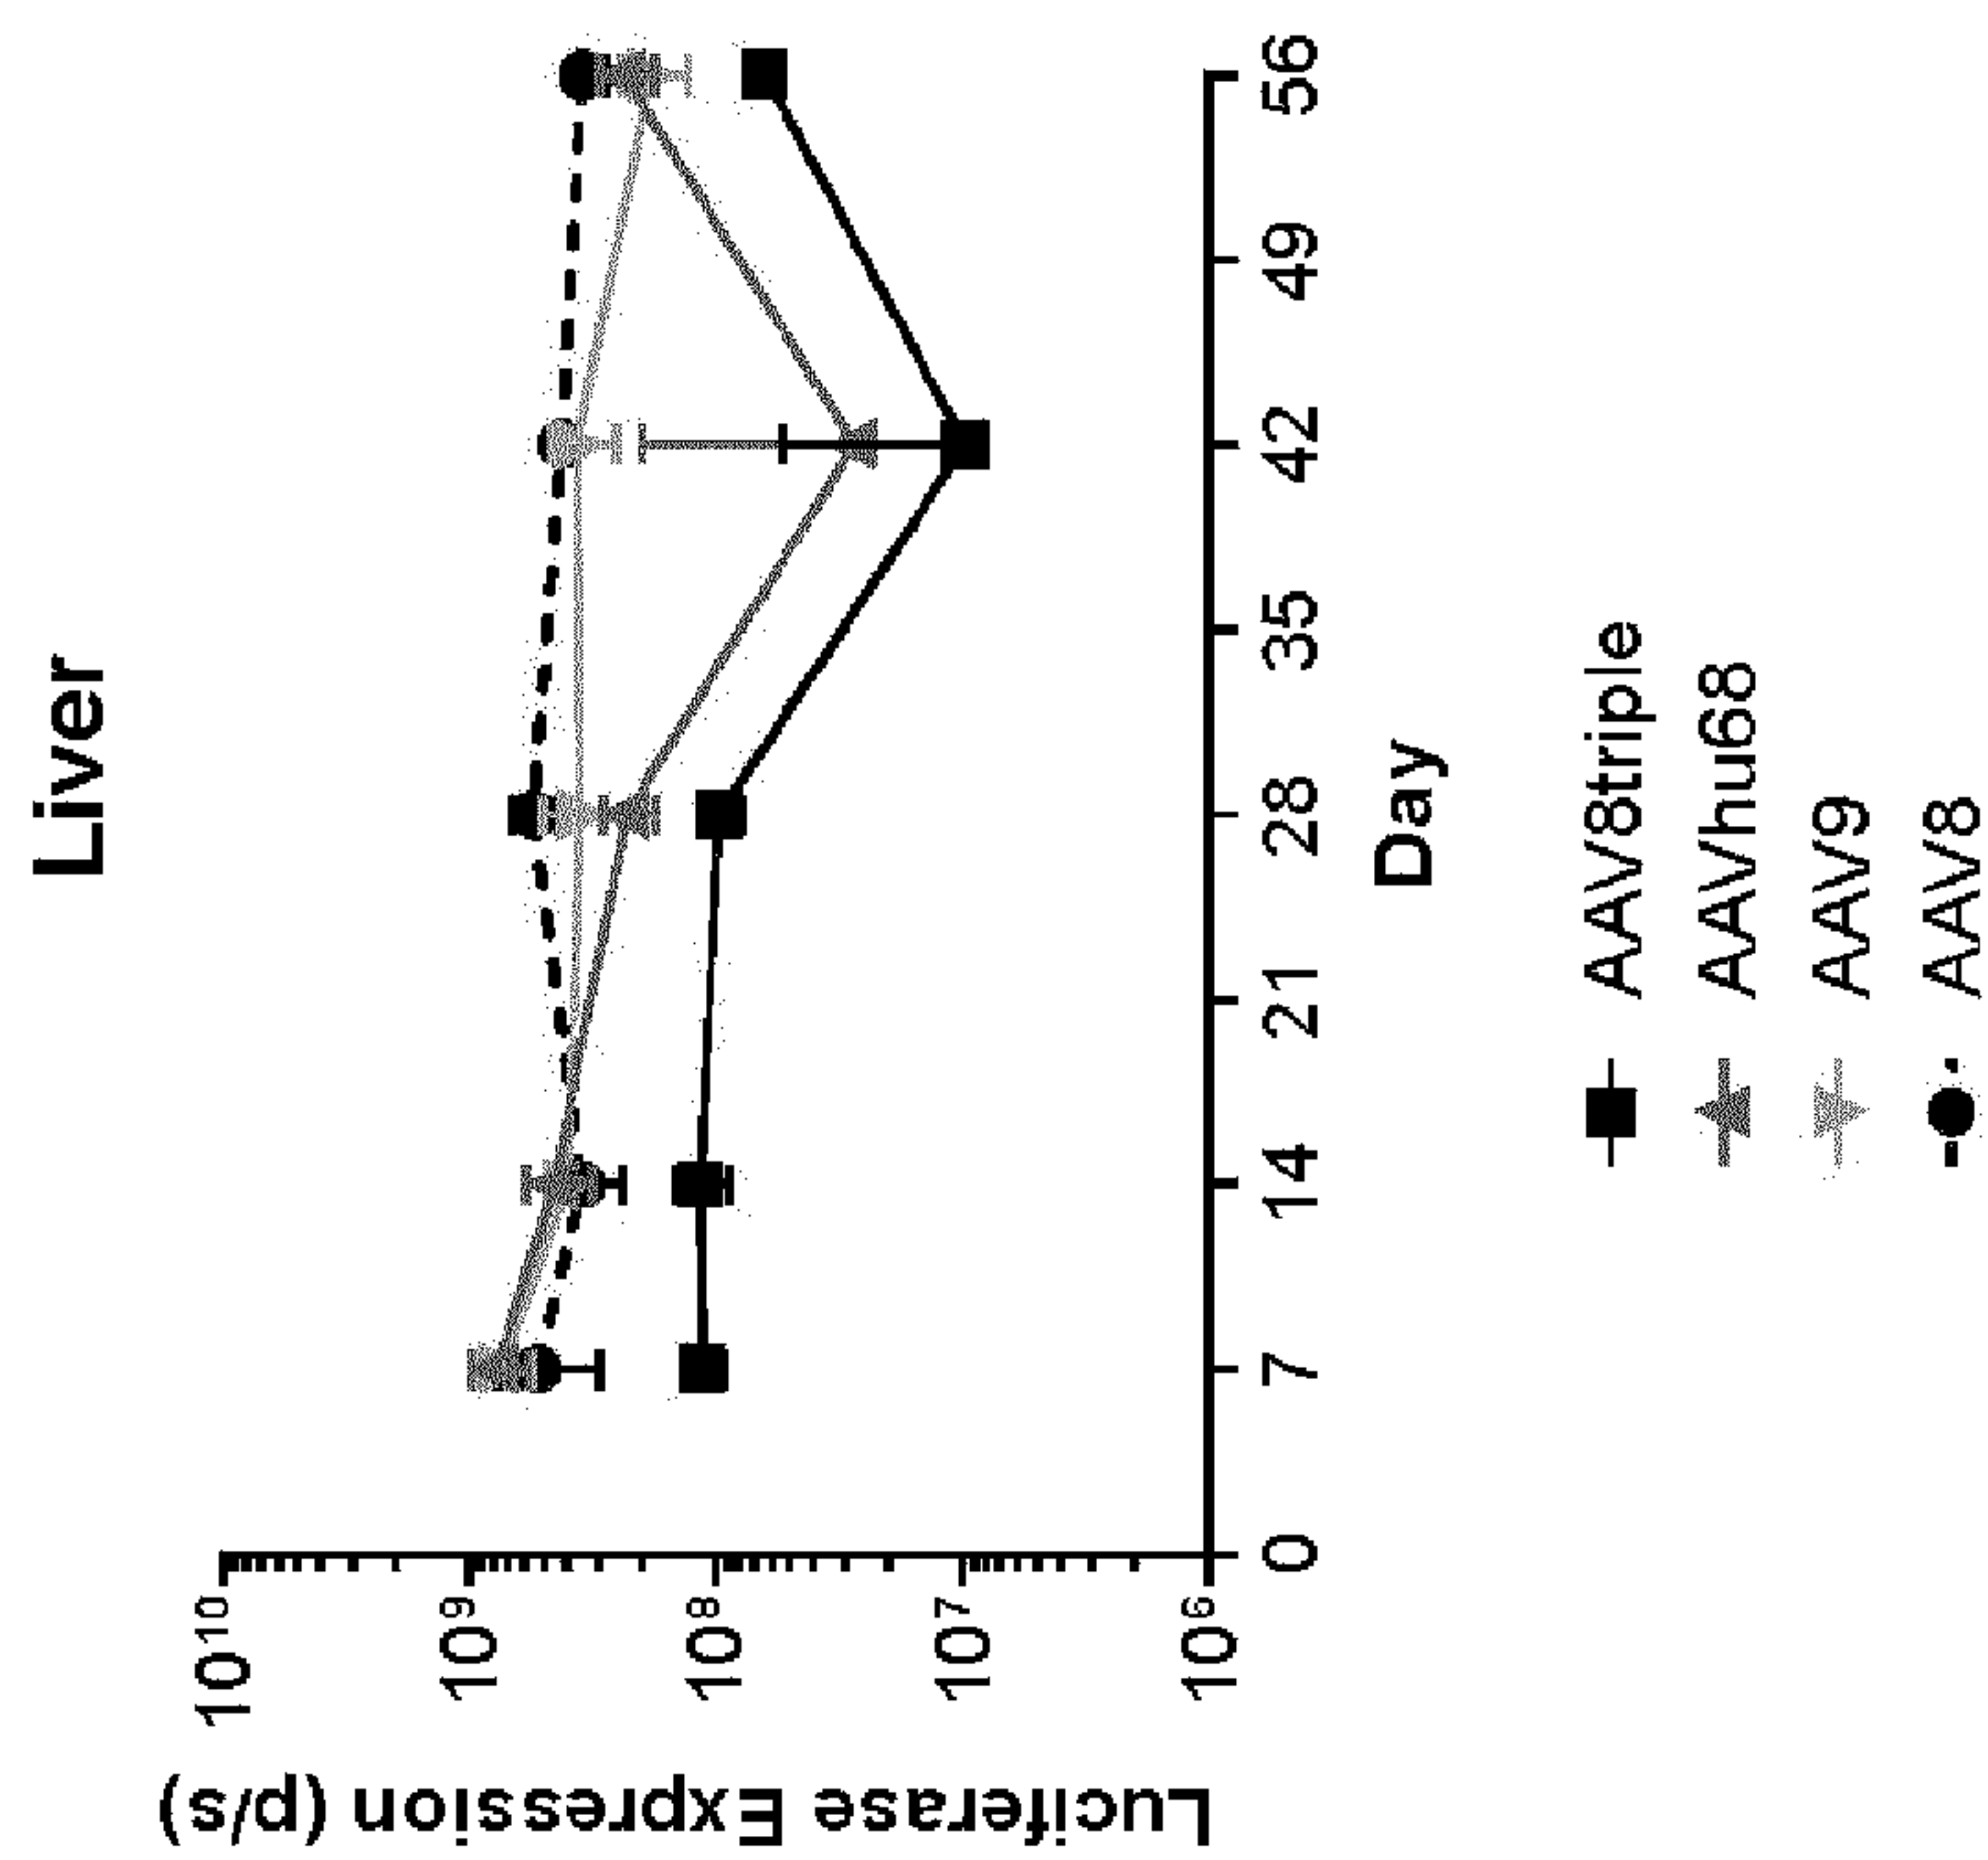 Liver
Luciferase Expression (p/s)
10¹⁰
10⁹
10⁸
10⁷
10⁶
0 7 14 21 28 35 42 49 56
Day
AAV8triple
AAVhu68
AAV9
AAV8